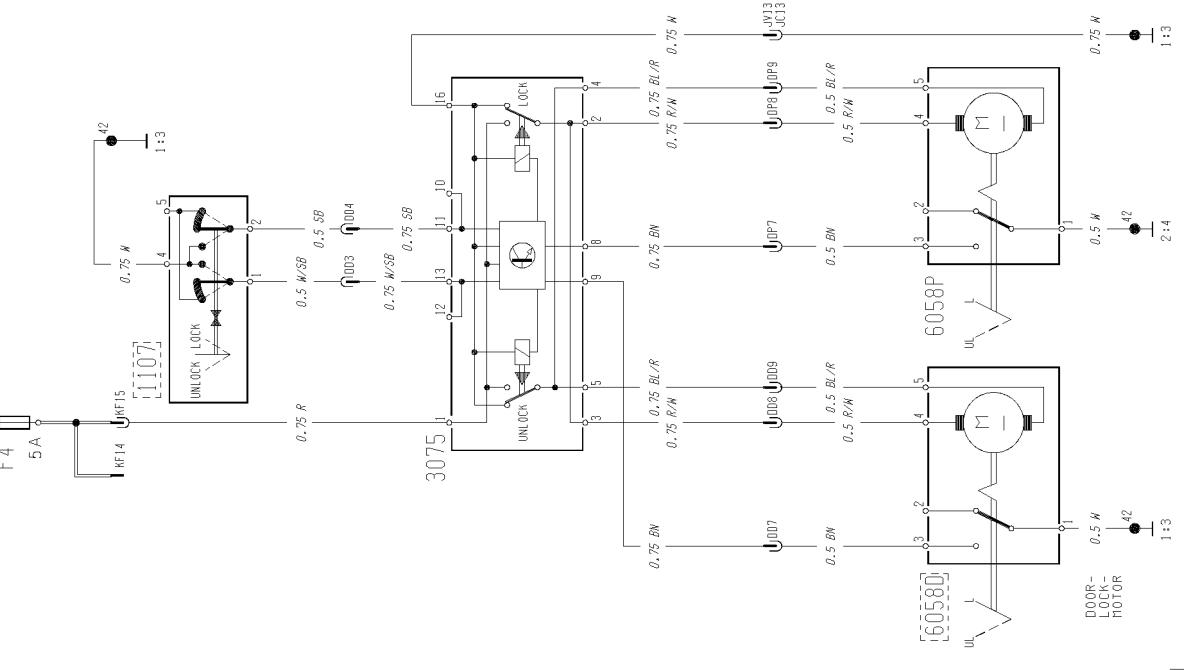 F4
5A
KF15
KF14
0.75 R
42
1:3
0.75 W
1107
UNLOCK LOCK
5
4
2
1
0.5 SB
DD4
0.75 SB
0.5 W/SB
DD3
0.75 W/SB
3075
16
10
11
13
12
1
LOCK
UNLOCK
4
2
8
9
5
3
0.75 W
JV13
JC13
0.75 W
1:3
0.75 BL/R
DP9
0.5 BL/R
0.75 R/W
DP8
0.5 R/W
0.75 BN
DP7
0.5 BN
0.75 BL/R
DD9
0.5 BL/R
0.75 R/W
DD8
0.5 R/W
0.75 BN
DD7
0.5 BN
6058P
5
4
2
3
1
M
UL
L
0.5 W
42
2:4
6058D
5
4
2
3
1
M
UL
L
0.5 W
42
1:3
DOOR-
LOCK-
MOTOR